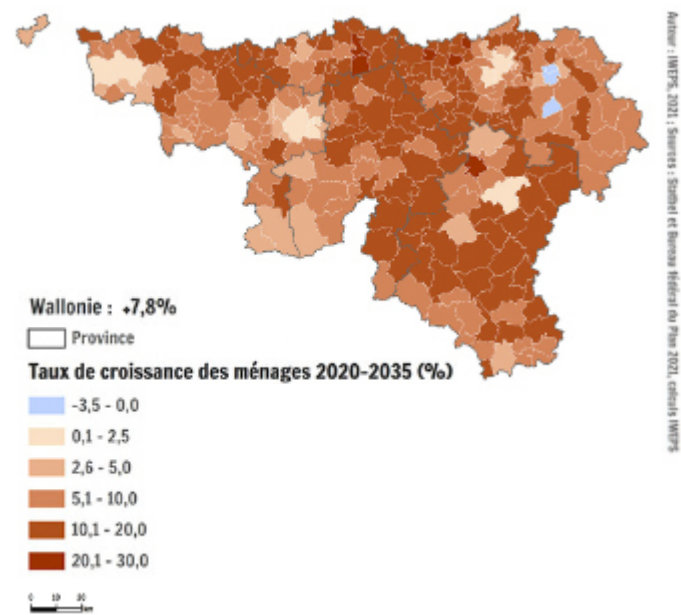 Auteur : IWEPS, 2021 ; Sources : Statbel et Bureau fédéral du Plan 2021, calculs IWEPS
Wallonie : +7,8%
Province
Taux de croissance des ménages 2020-2035 (%)
-3,5 - 0,0
0,1 - 2,5
2,6 - 5,0
5,1 - 10,0
10,1 - 20,0
20,1 - 30,0